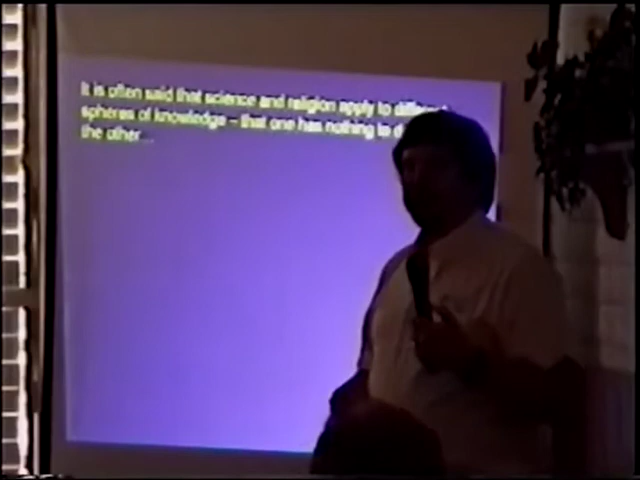 It is often said that science and religion apply to different
spheres of knowledge – that one has nothing to d
the other...